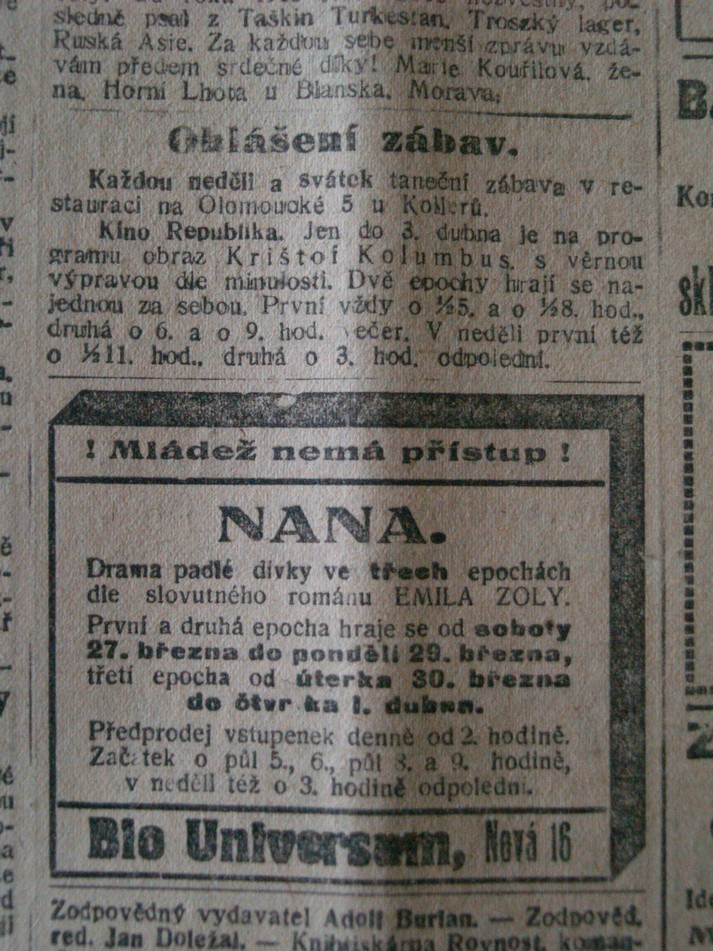 sledně psad z Taškin Turkestan. Troszký lager,
Ruská Asie. Za každou sebe menší zprávu vzdá-
vám předem srdečné díky! Marie Kouřilová, že-
na, Horní Lhota u Blanska, Morava.
Ohlášení zábav.
Každou neděli a svátek taneční zábava v re-
stauraci na Olomoucké 5 u Kollerů.
Kino Republika. Jen do 3. dubna je na pro-
gramu obraz Krištof Kolumbus, s věrnou
výpravou dle minulosti. Dvě epochy hrají se na-
jednou za sebou. První vždy o ½5. a o ½8. hod.,
druhá o 6. a o 9. hod. večer. V neděli první též
o ½11. hod., druhá o 3. hod. odpolední.
! Mládež nemá přístup !
NANA.
Drama padlé dívky ve třech epochách
dle slovutného románu EMILA ZOLY.
První a druhá epocha hraje se od soboty
27. března do pondělí 29. března,
třetí epocha od úterka 30. března
do čtvrtka 1. dubna.
Předprodej vstupenek denně od 2. hodině.
Začátek o půl 5., 6., půl 8. a 9. hodině,
v neděli též o 3. hodině odpolední.
Bio Universam, Nová 16
Zodpovědný vydavatel Adolf Burian. — Zodpověd.
red. Jan Doležal. — Knihtiskárna Rovnost